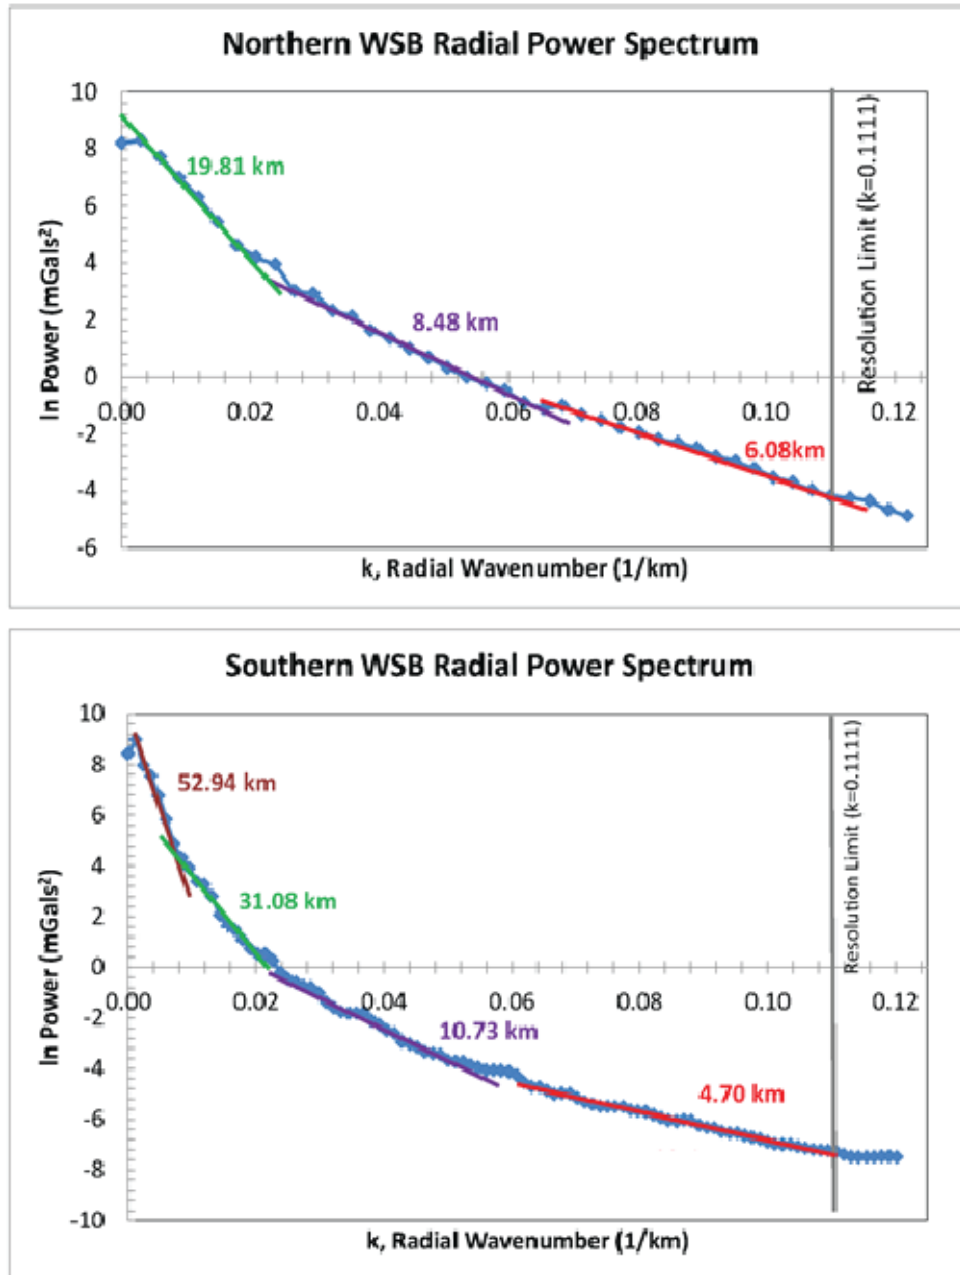 Northern WSB Radial Power Spectrum
10
8
6
4
2
0
-2
-4
-6
ln Power (mGals²)
19.81 km
8.48 km
6.08km
Resolution Limit (k=0.1111)
0.00 0.02 0.04 0.06 0.08 0.10 0.12
k, Radial Wavenumber (1/km)
Southern WSB Radial Power Spectrum
10
8
6
4
2
0
-2
-4
-6
-8
-10
ln Power (mGals²)
52.94 km
31.08 km
10.73 km
4.70 km
Resolution Limit (k=0.1111)
0.00 0.02 0.04 0.06 0.08 0.10 0.12
k, Radial Wavenumber (1/km)